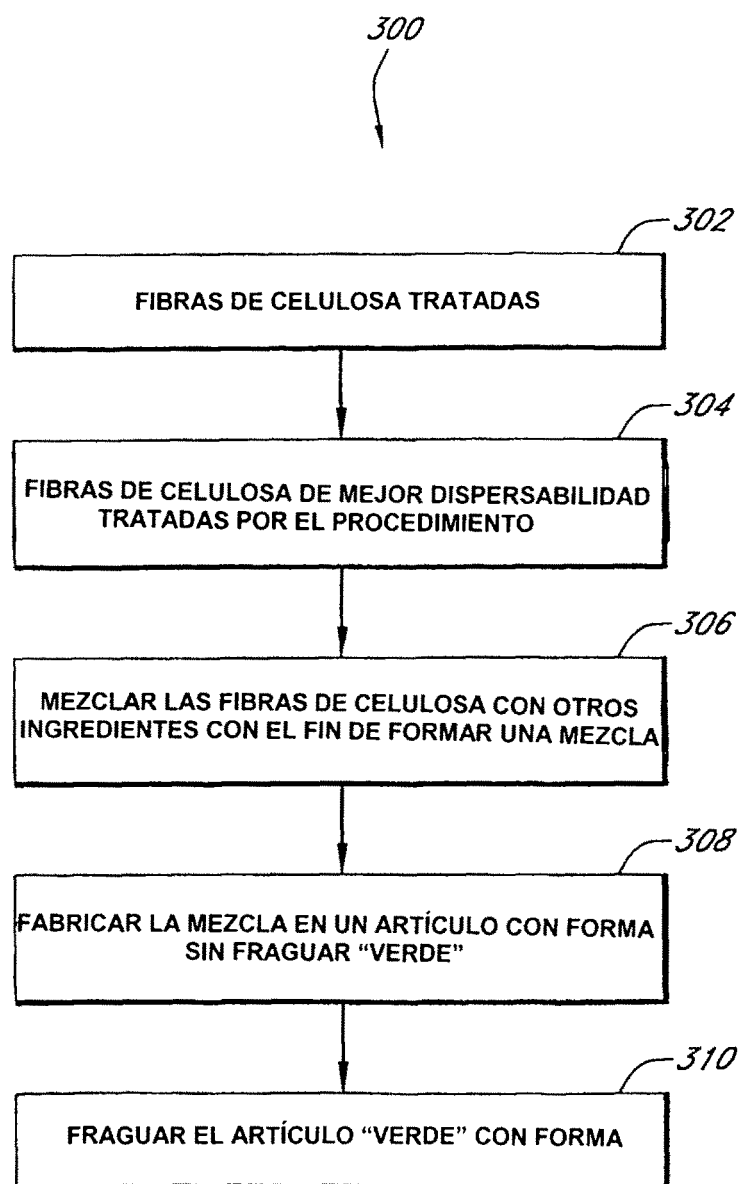 300
302
FIBRAS DE CELULOSA TRATADAS
304
FIBRAS DE CELULOSA DE MEJOR DISPERSABILIDAD
TRATADAS POR EL PROCEDIMIENTO
306
MEZCLAR LAS FIBRAS DE CELULOSA CON OTROS
INGREDIENTES CON EL FIN DE FORMAR UNA MEZCLA
308
FABRICAR LA MEZCLA EN UN ARTÍCULO CON FORMA
SIN FRAGUAR “VERDE”
310
FRAGUAR EL ARTÍCULO “VERDE” CON FORMA